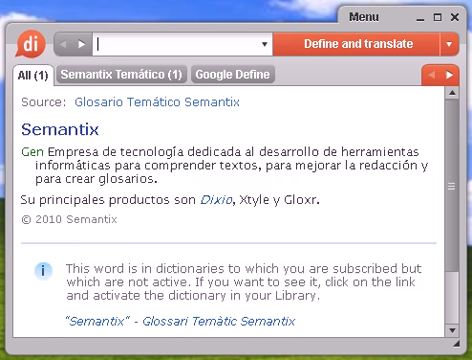 Menu
di
Define and translate
All (1) Semantix Temático (1) Google Define
Source: Glosario Temático Semantix
Semantix
Gen Empresa de tecnología dedicada al desarrollo de herramientas
informáticas para comprender textos, para mejorar la redacción y
para crear glosarios.
Su principales productos son Dixio, Xtyle y Gloxr.
© 2010 Semantix
i
This word is in dictionaries to which you are subscribed but
which are not active. If you want to see it, click on the link
and activate the dictionary in your Library.
"Semantix" - Glossari Temàtic Semantix